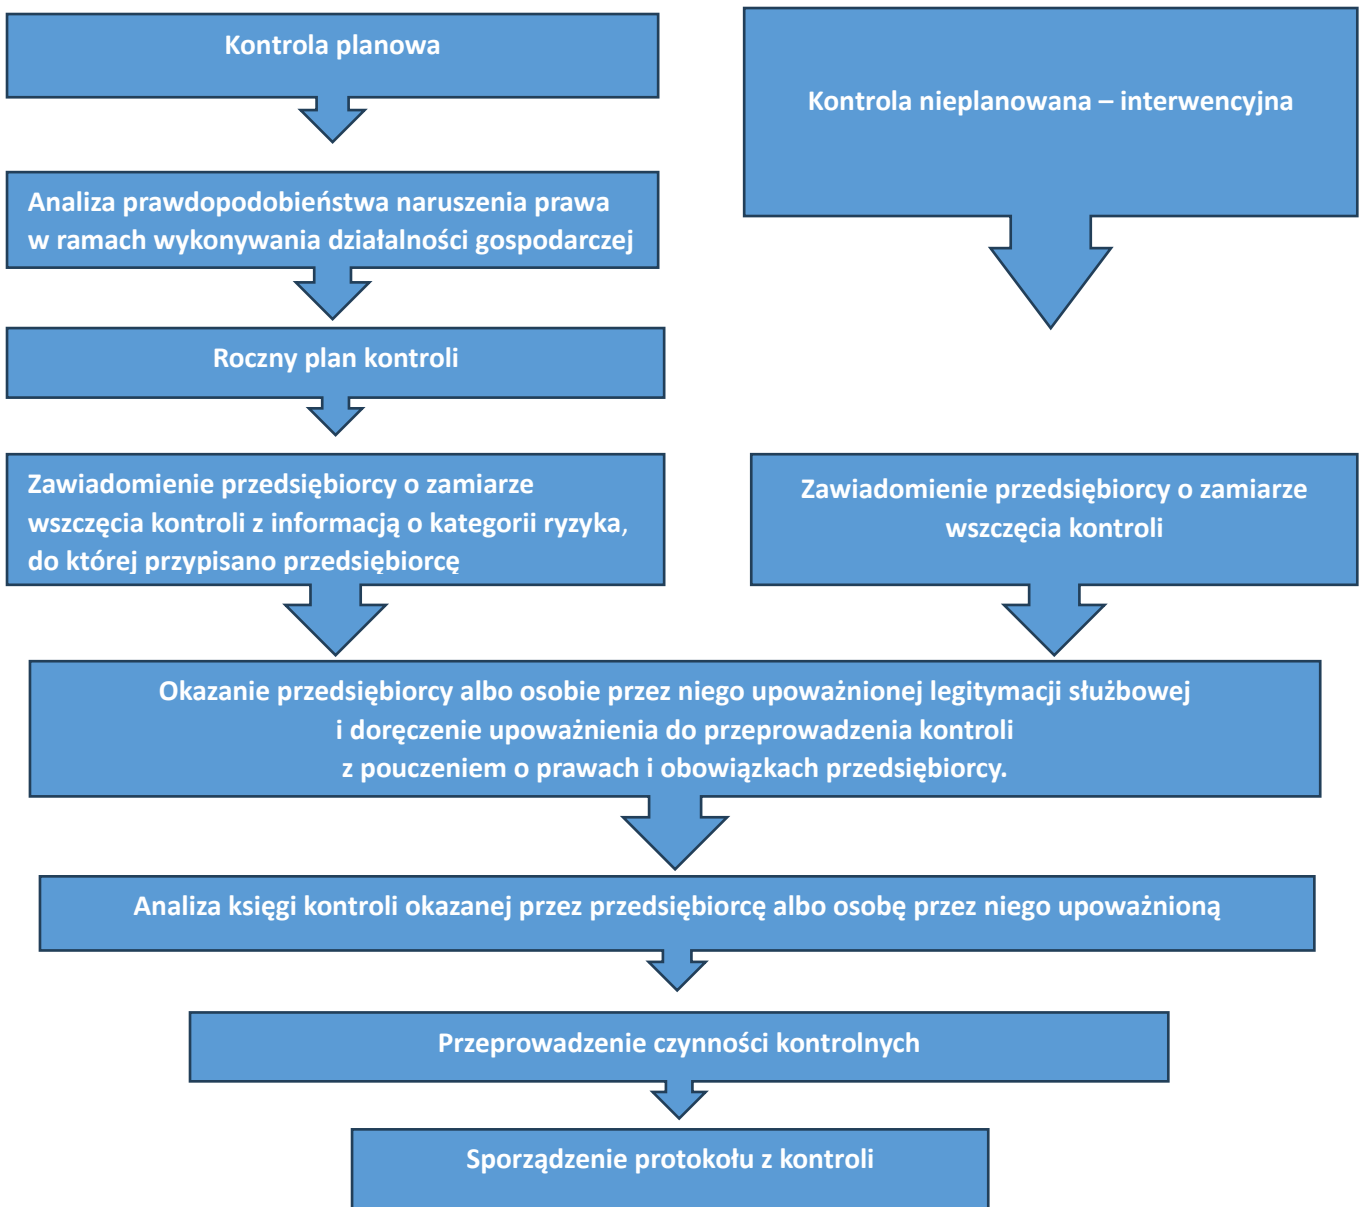 Kontrola planowa
Kontrola nieplanowana – interwencyjna
Analiza prawdopodobieństwa naruszenia prawa
w ramach wykonywania działalności gospodarczej
Roczny plan kontroli
Zawiadomienie przedsiębiorcy o zamiarze
wszczęcia kontroli z informacją o kategorii ryzyka,
do której przypisano przedsiębiorcę
Zawiadomienie przedsiębiorcy o zamiarze
wszczęcia kontroli
Okazanie przedsiębiorcy albo osobie przez niego upoważnionej legitymacji służbowej
i doręczenie upoważnienia do przeprowadzenia kontroli
z pouczeniem o prawach i obowiązkach przedsiębiorcy.
Analiza księgi kontroli okazanej przez przedsiębiorcę albo osobę przez niego upoważnioną
Przeprowadzenie czynności kontrolnych
Sporządzenie protokołu z kontroli